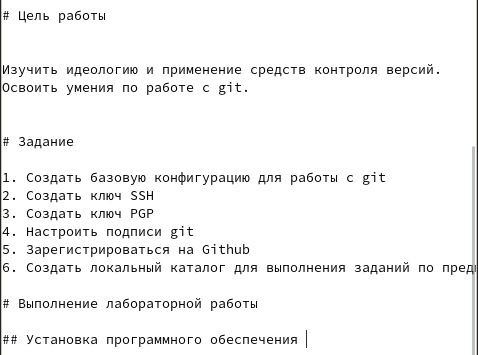 # Цель работы
Изучить идеологию и применение средств контроля версий.
Освоить умения по работе с git.
# Задание
1. Создать базовую конфигурацию для работы с git
2. Создать ключ SSH
3. Создать ключ PGP
4. Настроить подписи git
5. Зарегистрироваться на Github
6. Создать локальный каталог для выполнения заданий по
# Выполнение лабораторной работы
## Установка программного обеспечения